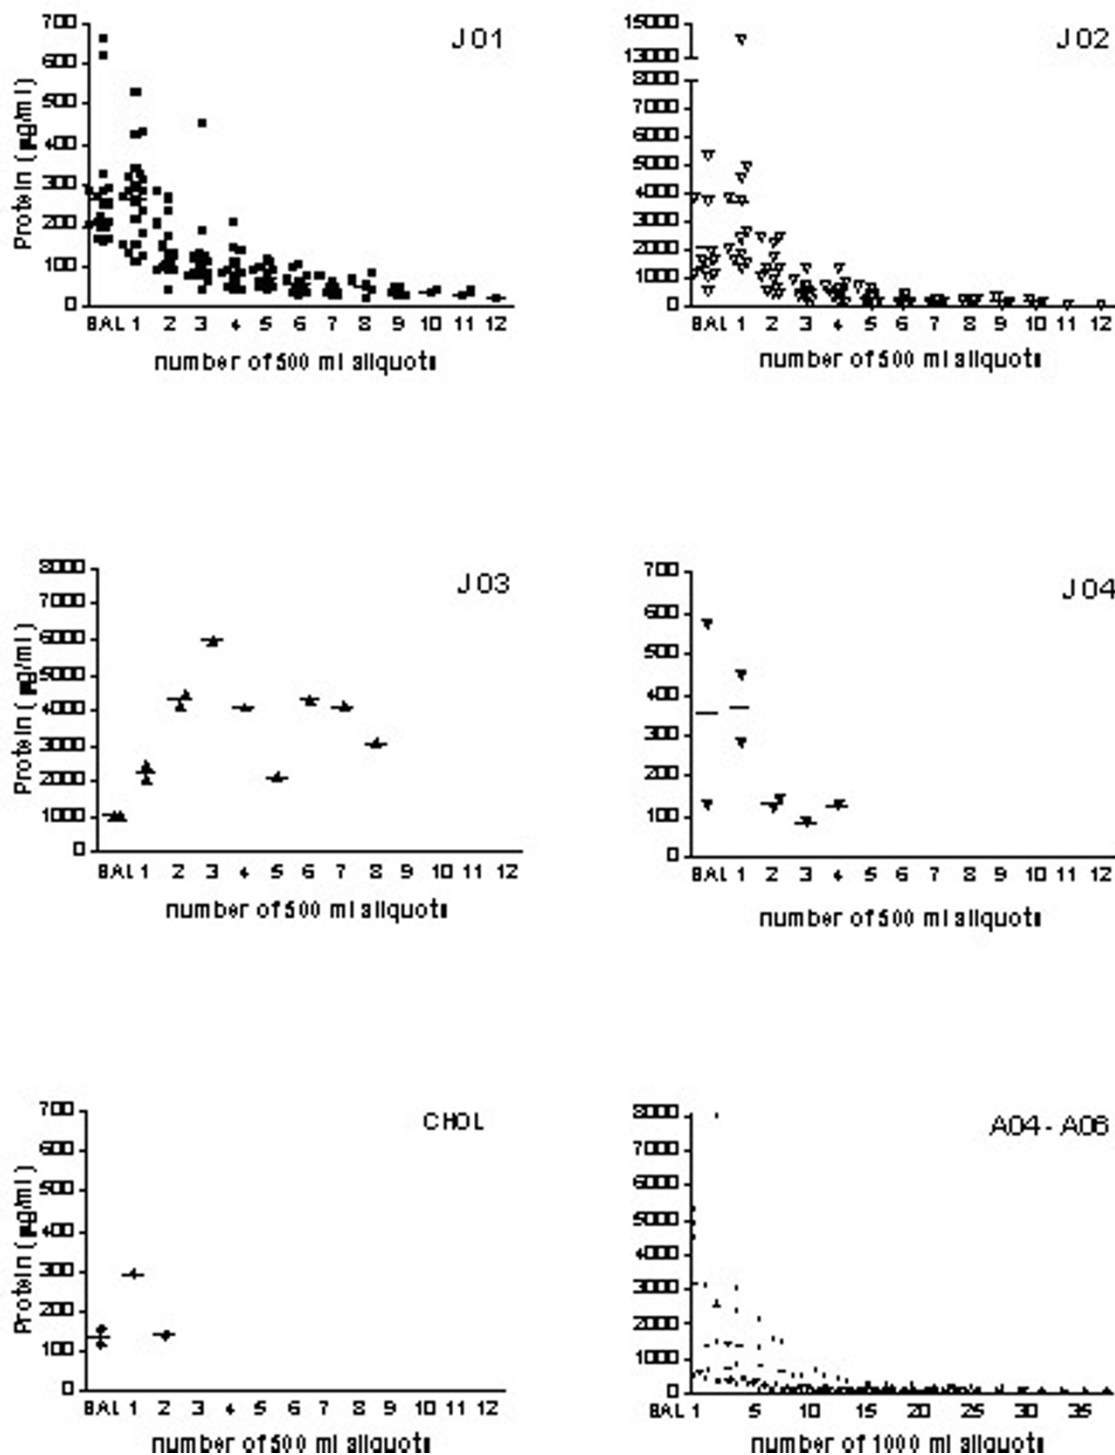 J01
Protein (µg/ml)
700
600
500
400
300
200
100
0
BAL 1 2 3 4 5 6 7 8 9 10 11 12
number of 500 ml aliquots
J02
15000
13000
8000
7000
6000
5000
4000
3000
2000
1000
0
BAL 1 2 3 4 5 6 7 8 9 10 11 12
number of 500 ml aliquots
J03
Protein (µg/ml)
8000
7000
6000
5000
4000
3000
2000
1000
0
BAL 1 2 3 4 5 6 7 8 9 10 11 12
number of 500 ml aliquots
J04
700
600
500
400
300
200
100
0
BAL 1 2 3 4 5 6 7 8 9 10 11 12
number of 500 ml aliquots
CHOL
Protein (µg/ml)
700
600
500
400
300
200
100
0
BAL 1 2 3 4 5 6 7 8 9 10 11 12
number of 500 ml aliquots
A04 - A06
8000
7000
6000
5000
4000
3000
2000
1000
0
BAL 1 5 10 15 20 25 30 35
number of 1000 ml aliquots